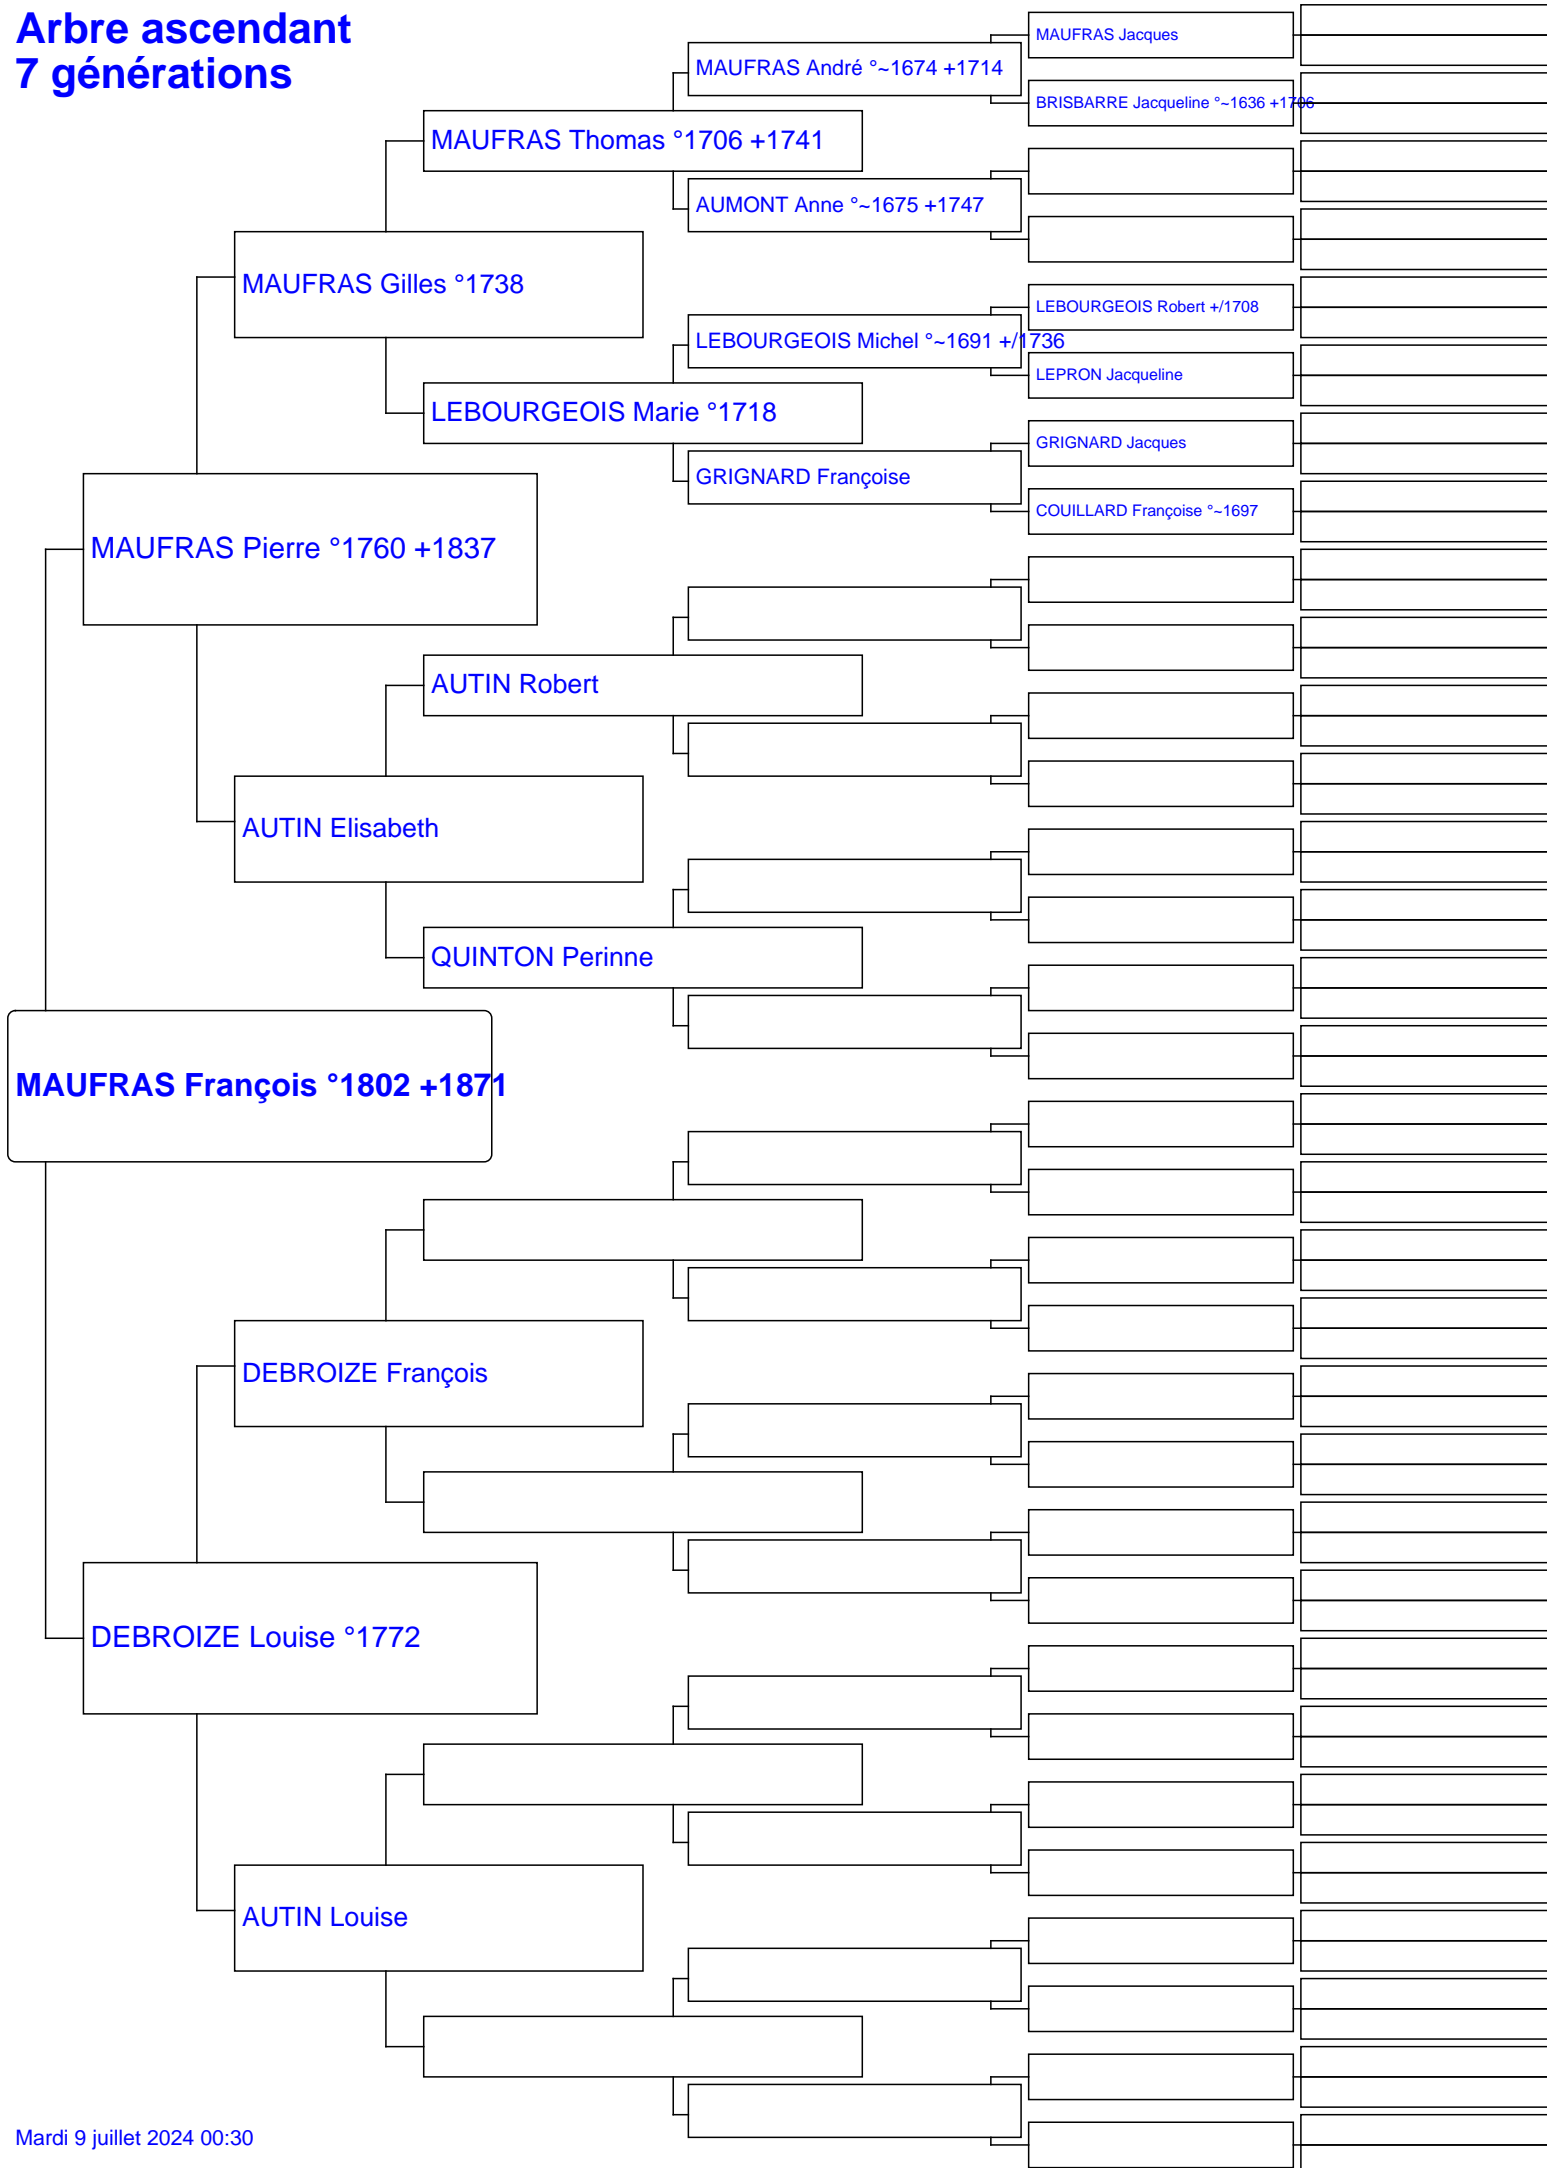 Arbre ascendant
7 générations
MAUFRAS Jacques
MAUFRAS André °~1674 +1714
BRISBARRE Jacqueline °~1636 +1706
MAUFRAS Thomas °1706 +1741
AUMONT Anne °~1675 +1747
MAUFRAS Gilles °1738
LEBOURGEOIS Robert +/1708
LEBOURGEOIS Michel °~1691 +/1736
LEPRON Jacqueline
LEBOURGEOIS Marie °1718
GRIGNARD Jacques
GRIGNARD Françoise
COUILLARD Françoise °~1697
MAUFRAS Pierre °1760 +1837
AUTIN Robert
AUTIN Elisabeth
QUINTON Perinne
MAUFRAS François °1802 +1871
DEBROIZE François
DEBROIZE Louise °1772
AUTIN Louise
Mardi 9 juillet 2024 00:30